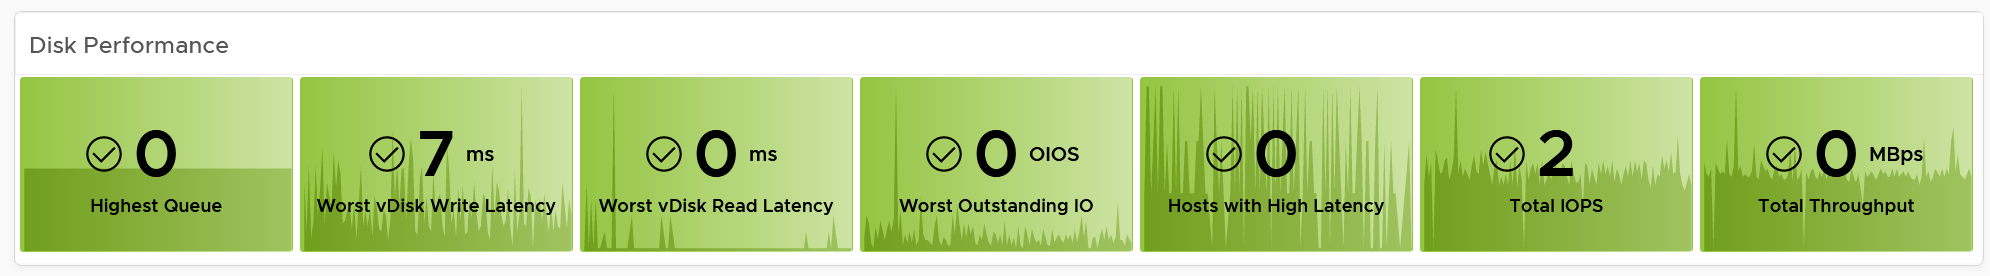 Disk Performance
0
Highest Queue
7 ms
Worst vDisk Write Latency
0 ms
Worst vDisk Read Latency
0 OIOS
Worst Outstanding IO
0
Hosts with High Latency
2
Total IOPS
0 MBps
Total Throughput